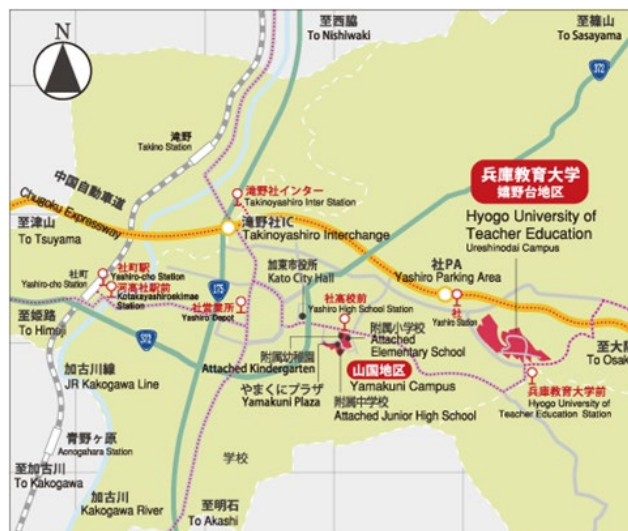 至西脇
To Nishiwaki
至篠山
To Sasayama
N
372
滝野
Takino Station
兵庫教育大学
嬉野台地区
Hyogo University of
Teacher Education
Ureshinodai Campus
中国自動車道
Chugoku Expressway
滝野社インター
Takinoyashiro Inter Station
至津山
To Tsuyama
滝野社IC
Takinoyashiro Interchange
社町
社町駅
Yashiro-cho Station
河高社駅前
Kotakayashiroekimae
Station
加東市役所
Kato City Hall
社PA
Yashiro Parking Area
175
社営業所
Yashiro Depot
社高校前
Yashiro High School Station
社
Yashiro Station
至姫路
To Himeji
372
附属小学校
Attached
Elementary School
附属幼稚園
Attached Kindergarten
山国地区
Yamakuni Campus
至大阪
To Osak
加古川線
JR Kakogawa Line
やまくにプラザ
Yamakuni Plaza
附属中学校
Attached Junior High School
兵庫教育大学前
Hyogo University of
Teacher Education Station
青野ヶ原
Aonogahara Station
学校
至加古川
To Kakogawa
加古川
Kakogawa River
至明石
To Akashi